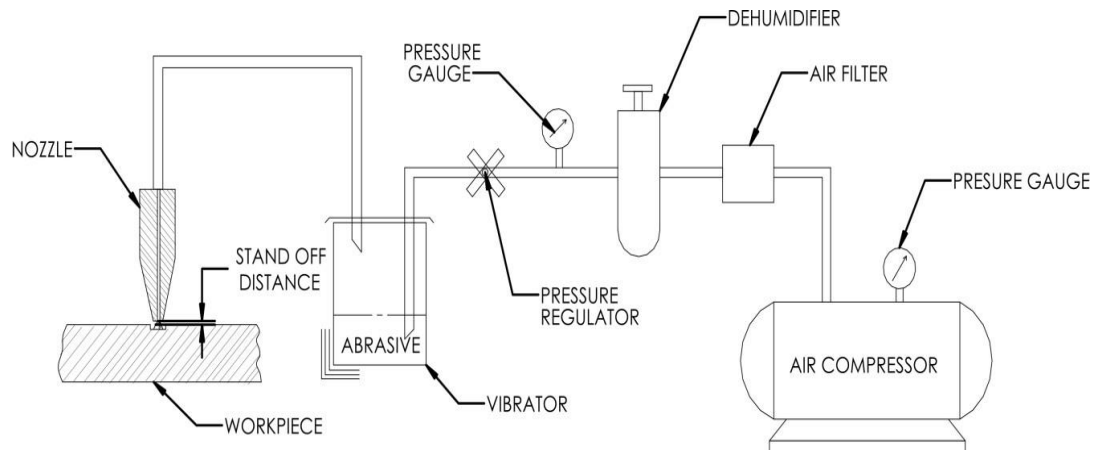 DEHUMIDIFIER
PRESSURE
GAUGE
AIR FILTER
NOZZLE
PRESURE GAUGE
STAND OFF
DISTANCE
PRESSURE
REGULATOR
ABRASIVE
AIR COMPRESSOR
VIBRATOR
WORKPIECE